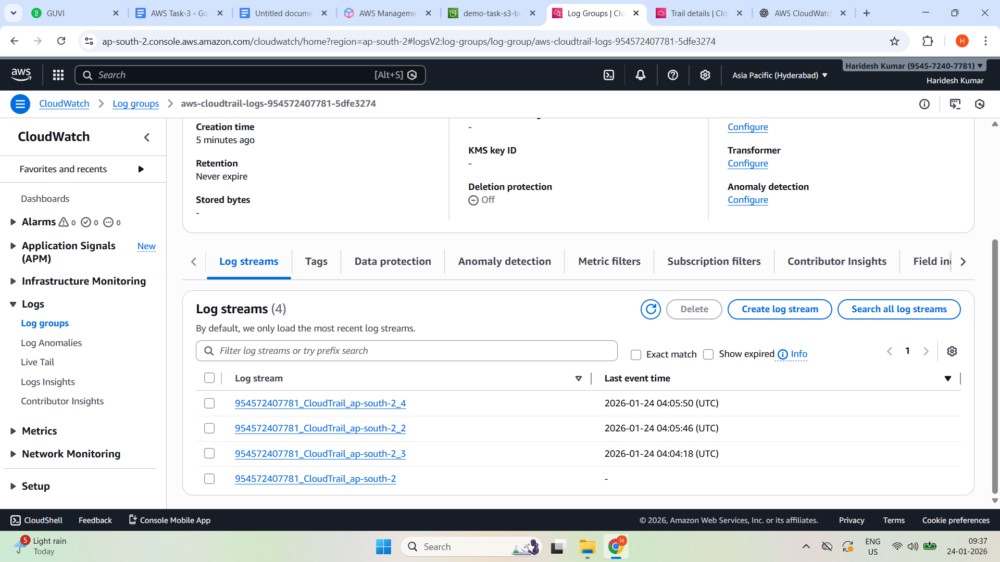 GUVI
AWS Task-3 - Go
Untitled docume
AWS Manageme
demo-task-s3-bu
Log Groups | Clo
Trail details | Clo
AWS CloudWatc
ap-south-2.console.aws.amazon.com/cloudwatch/home?region=ap-south-2#logsV2:log-groups/log-group/aws-cloudtrail-logs-954572407781-5dfe3274
H
aws
Search
[Alt+S]
Asia Pacific (Hyderabad)
Haridesh Kumar (9545-7240-7781)
Haridesh Kumar
CloudWatch
Log groups
aws-cloudtrail-logs-954572407781-5dfe3274
CloudWatch
Favorites and recents
Dashboards
Alarms 0 0 0
Application Signals (APM)
New
Infrastructure Monitoring
Logs
Log groups
Log Anomalies
Live Tail
Logs Insights
Contributor Insights
Metrics
Network Monitoring
Setup
Creation time
5 minutes ago
Retention
Never expire
Stored bytes
-
-
KMS key ID
-
Deletion protection
Off
Configure
Transformer
Configure
Anomaly detection
Configure
Log streams
Tags
Data protection
Anomaly detection
Metric filters
Subscription filters
Contributor Insights
Field in
Log streams (4)
Delete
Create log stream
Search all log streams
By default, we only load the most recent log streams.
Filter log streams or try prefix search
Exact match
Show expired
Info
1
Log stream
Last event time
954572407781_CloudTrail_ap-south-2_4
2026-01-24 04:05:50 (UTC)
954572407781_CloudTrail_ap-south-2_2
2026-01-24 04:05:46 (UTC)
954572407781_CloudTrail_ap-south-2_3
2026-01-24 04:04:18 (UTC)
954572407781_CloudTrail_ap-south-2
-
CloudShell
Feedback
Console Mobile App
© 2026, Amazon Web Services, Inc. or its affiliates.
Privacy
Terms
Cookie preferences
5
Light rain
Today
Search
H
ENG
US
09:37
24-01-2026